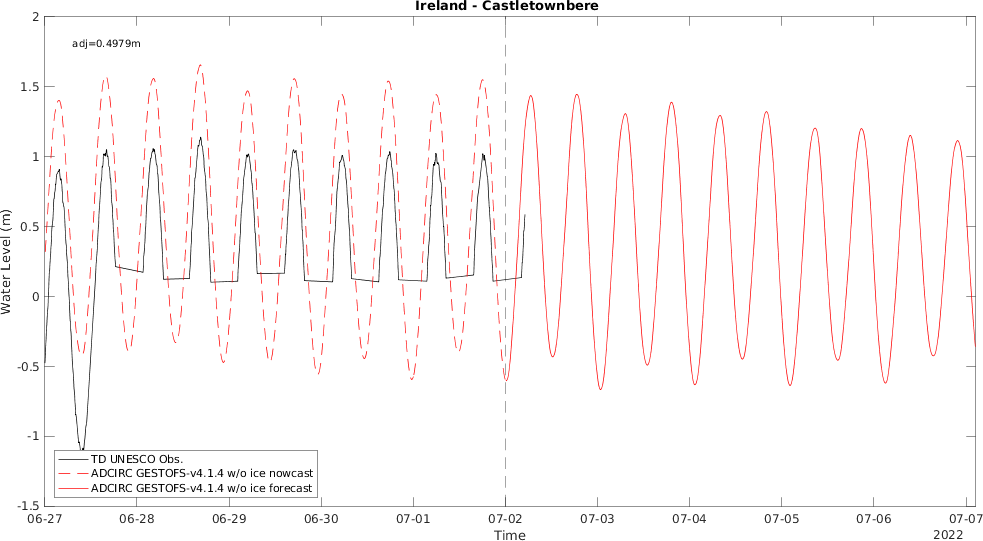 Ireland - Castletownbere
adj=0.4979m
2
1.5
1
0.5
0
-0.5
-1
-1.5
Water Level (m)
TD UNESCO Obs.
ADCIRC GESTOFS-v4.1.4 w/o ice nowcast
ADCIRC GESTOFS-v4.1.4 w/o ice forecast
06-27 06-28 06-29 06-30 07-01 07-02 07-03 07-04 07-05 07-06 07-07
Time
2022